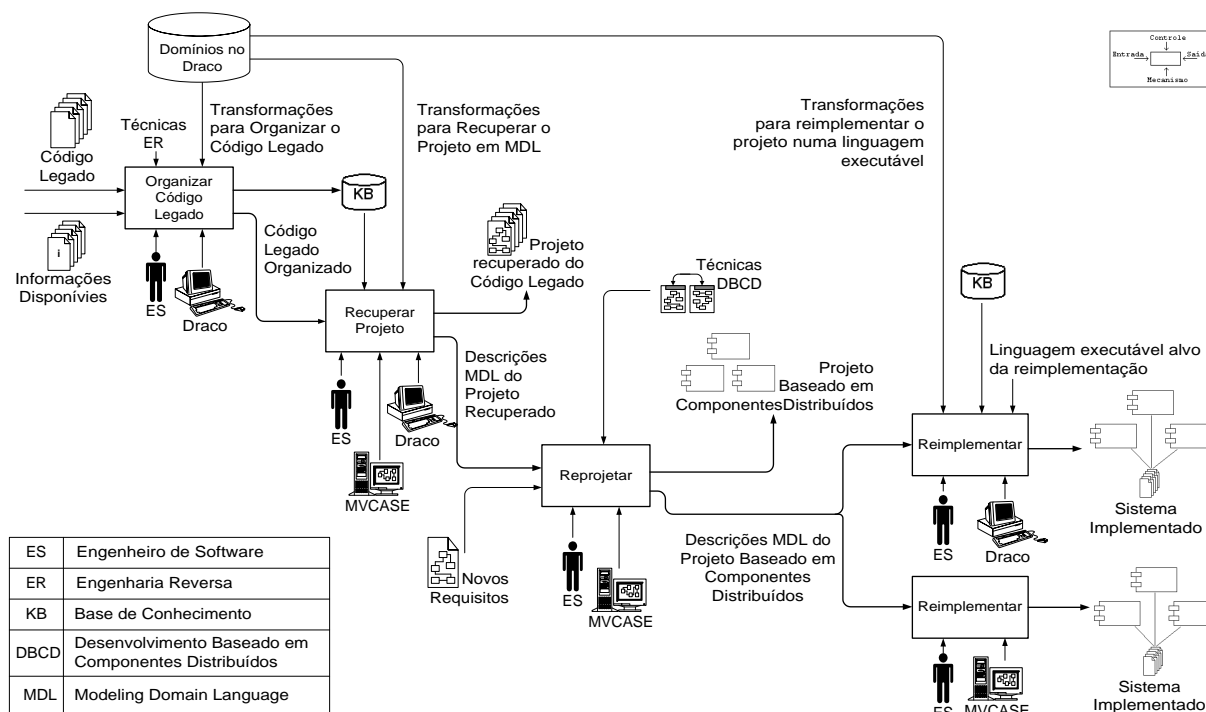 Domínios no
Draco
Controle
Entrada
Saída
Mecanismo
Código
Legado
Técnicas
ER
Transformações
para Organizar o
Código Legado
Transformações
para Recuperar o
Projeto em MDL
Transformações
para reimplementar o
projeto numa linguagem
executável
Organizar
Código
Legado
KB
i
Informações
Disponívies
ES
Draco
Código
Legado
Organizado
Projeto
recuperado do
Código Legado
Técnicas
DBCD
KB
Recuperar
Projeto
Linguagem executável alvo
da reimplementação
Descrições
MDL do
Projeto
Recuperado
Projeto
Baseado em
ComponentesDistribuídos
ES
Draco
MVCASE
Reprojetar
Reimplementar
Sistema
Implementado
ES
Draco
Novos
Requisitos
ES
MVCASE
Descrições MDL do
Projeto Baseado em
Componentes
Distribuídos
Reimplementar
ES
MVCASE
Sistema
Implementado
ES Engenheiro de Software
ER Engenharia Reversa
KB Base de Conhecimento
DBCD Desenvolvimento Baseado em
Componentes Distribuídos
MDL Modeling Domain Language